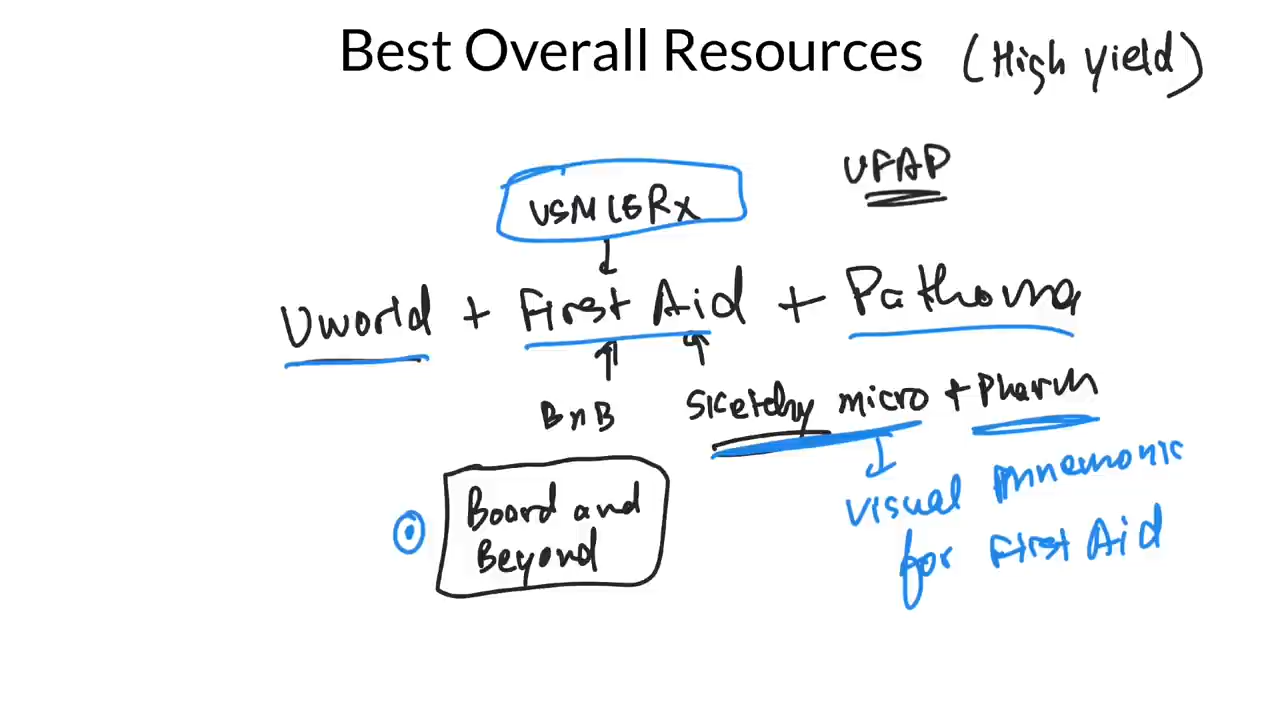 Best Overall Resources (High yield)
UFAP
USMLERx
Uworld + First Aid + Pathoma
BnB
Sketchy micro + Pharm
Board and
Beyond
visual mnemonic
for First Aid